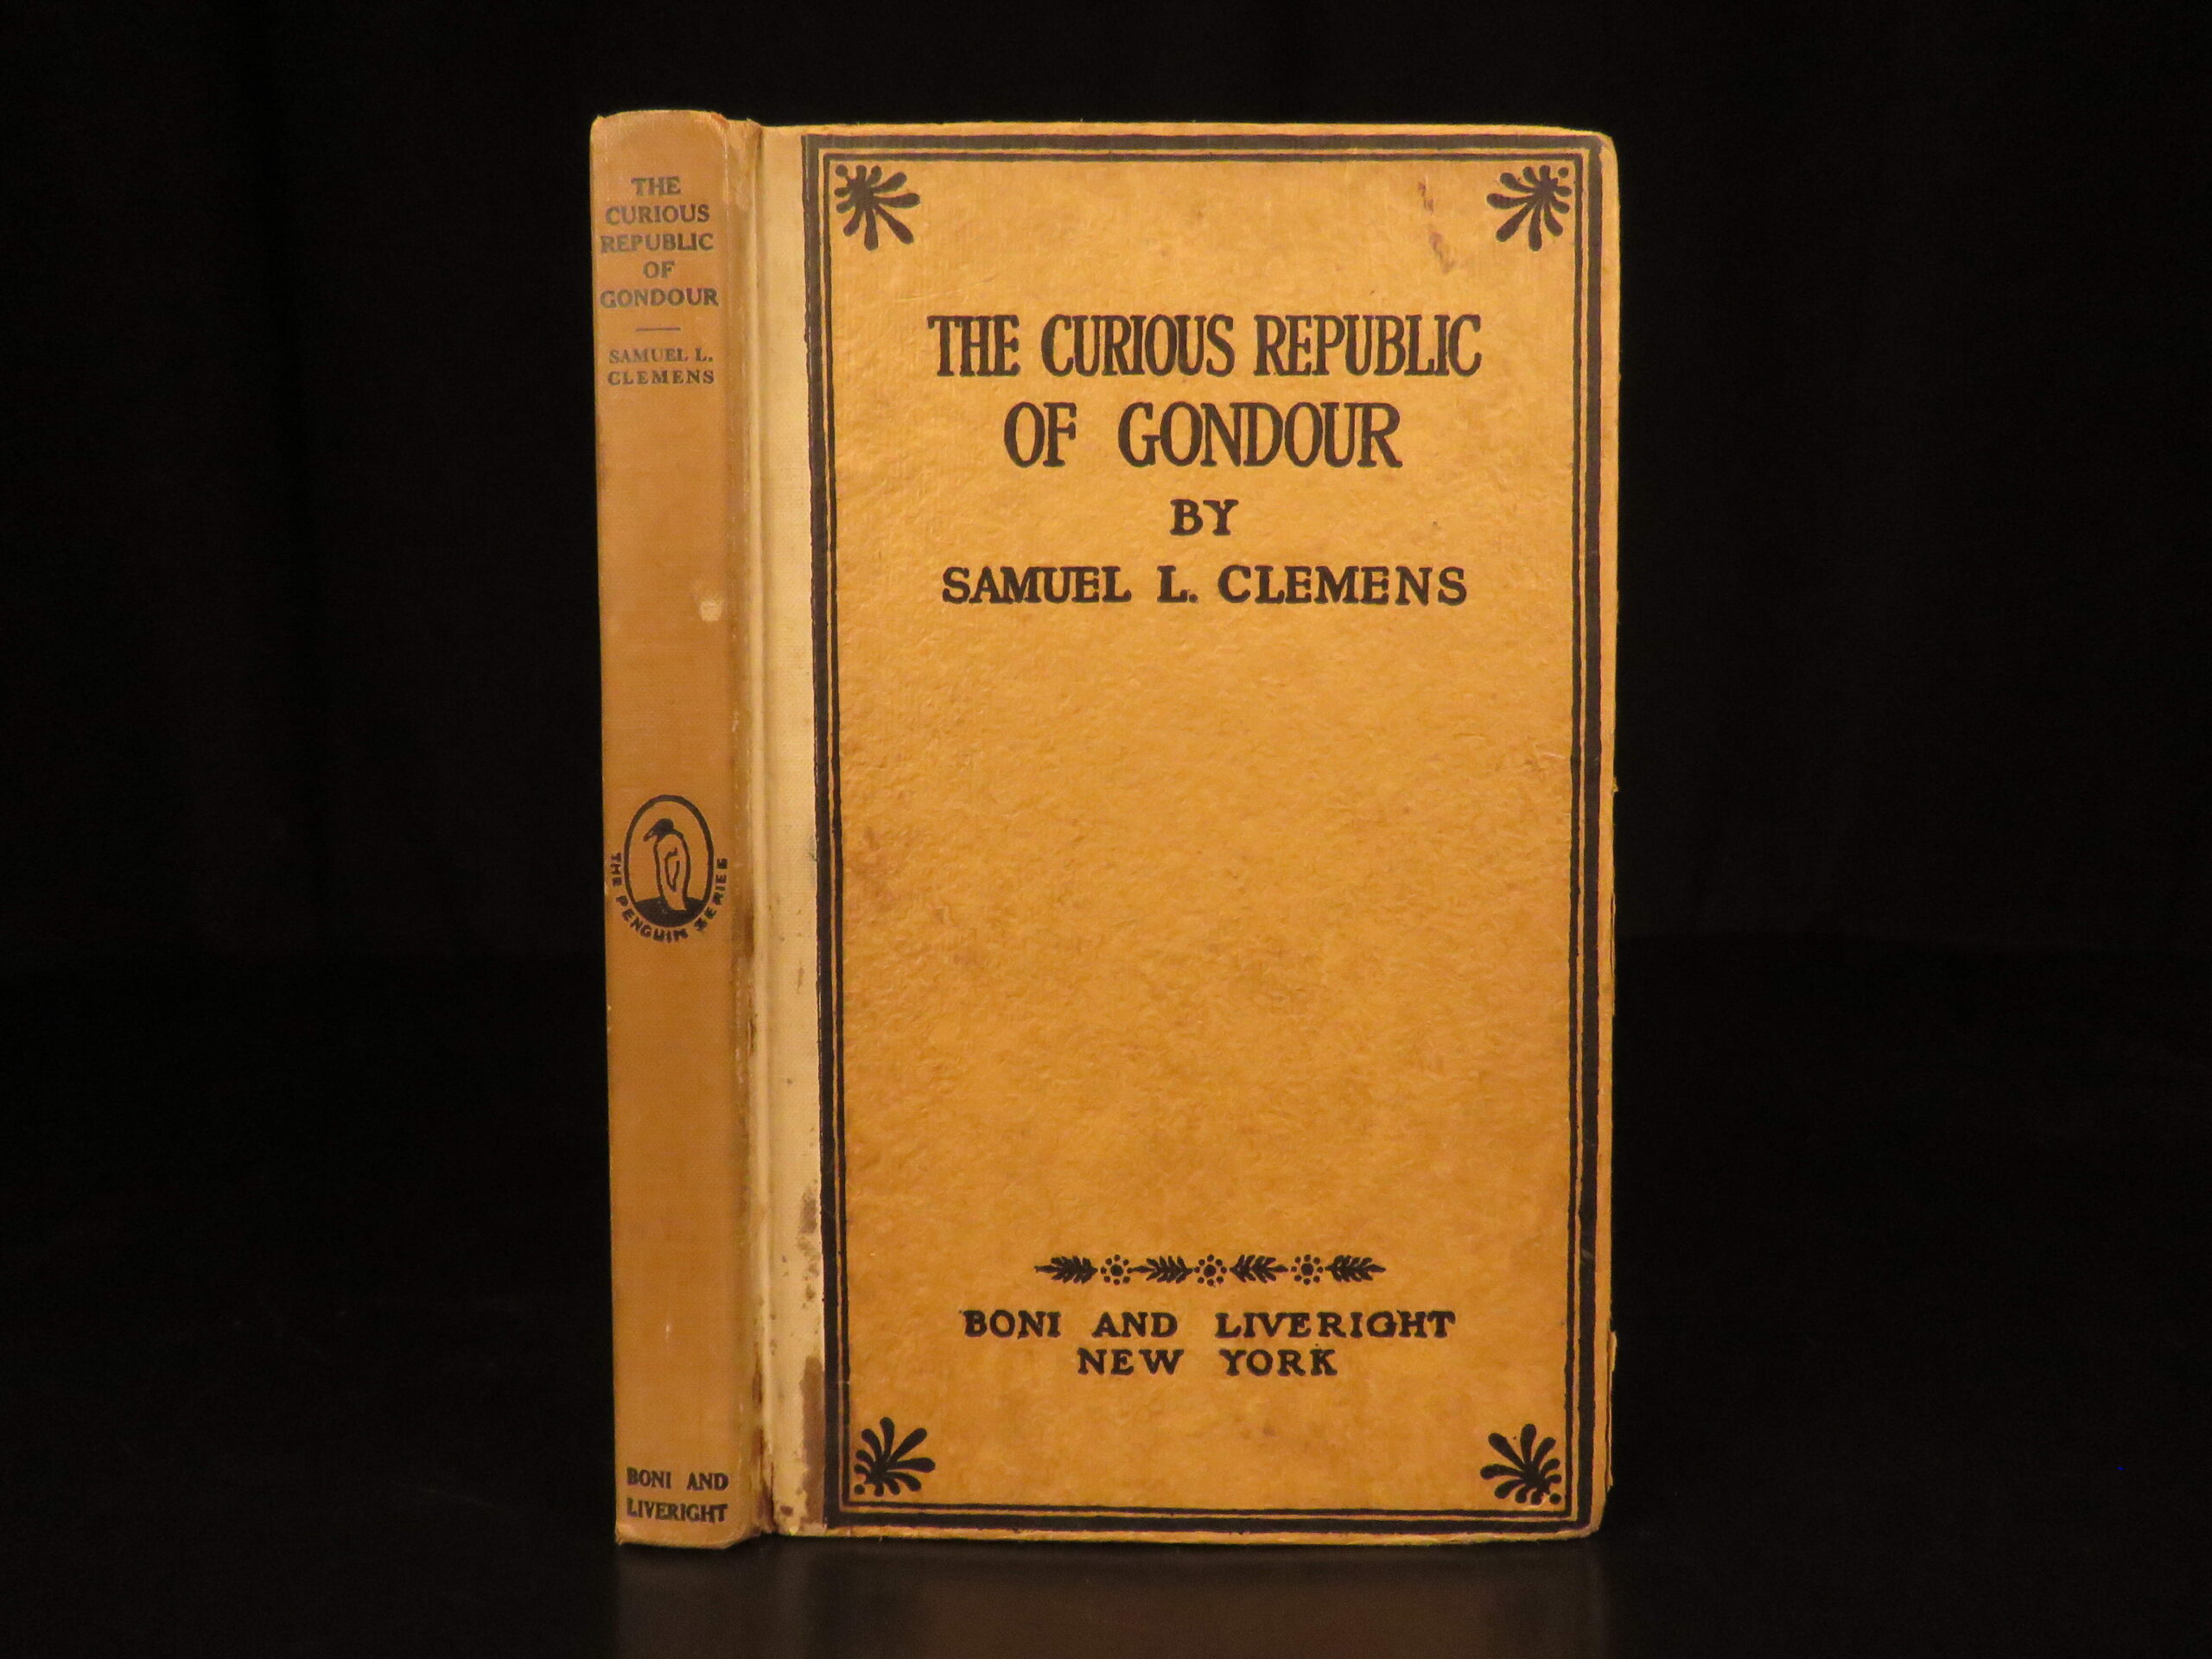 THE
CURIOUS
REPUBLIC
OF
GONDOUR
SAMUEL L.
CLEMENS
THE PENGUIN SERIES
BONI AND
LIVERIGHT
THE CURIOUS REPUBLIC
OF GONDOUR
BY
SAMUEL L. CLEMENS
BONI AND LIVERIGHT
NEW YORK